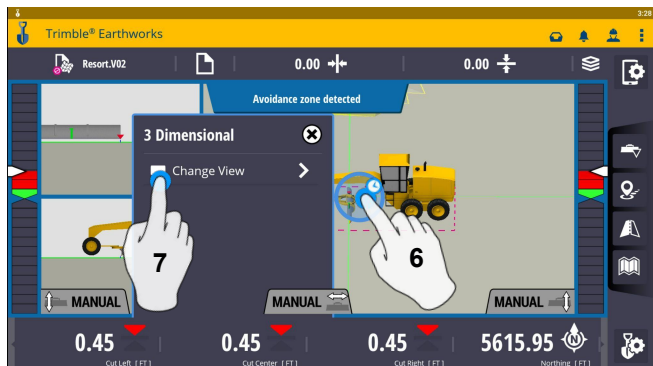 3:28
Trimble® Earthworks
Resort.V02 0.00 0.00
Avoidance zone detected
3 Dimensional
Change View
7
6
MANUAL MANUAL MANUAL
0.45 0.45 0.45 5615.95
Cut Left [FT] Cut Center [FT] Cut Right [FT] Northing [FT]